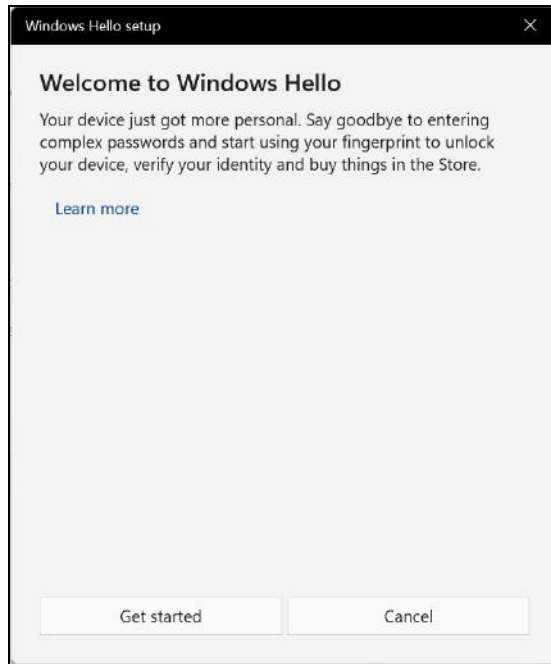 Windows Hello setup
Welcome to Windows Hello
Your device just got more personal. Say goodbye to entering
complex passwords and start using your fingerprint to unlock
your device, verify your identity and buy things in the Store.
Learn more
Get started
Cancel